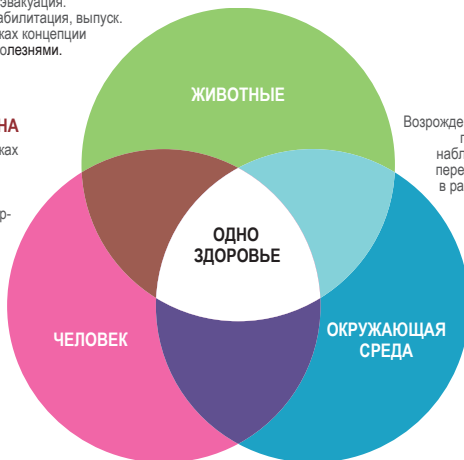 эвакуация.
абилитация, выпуск.
ках концепции
олезнями.
ЖИВОТНЫЕ
НА
ках
р-
Возрожде
п
набл
пере
в ра
ОДНО
ЗДОРОВЬЕ
ЧЕЛОВЕК
ОКРУЖАЮЩАЯ
СРЕДА